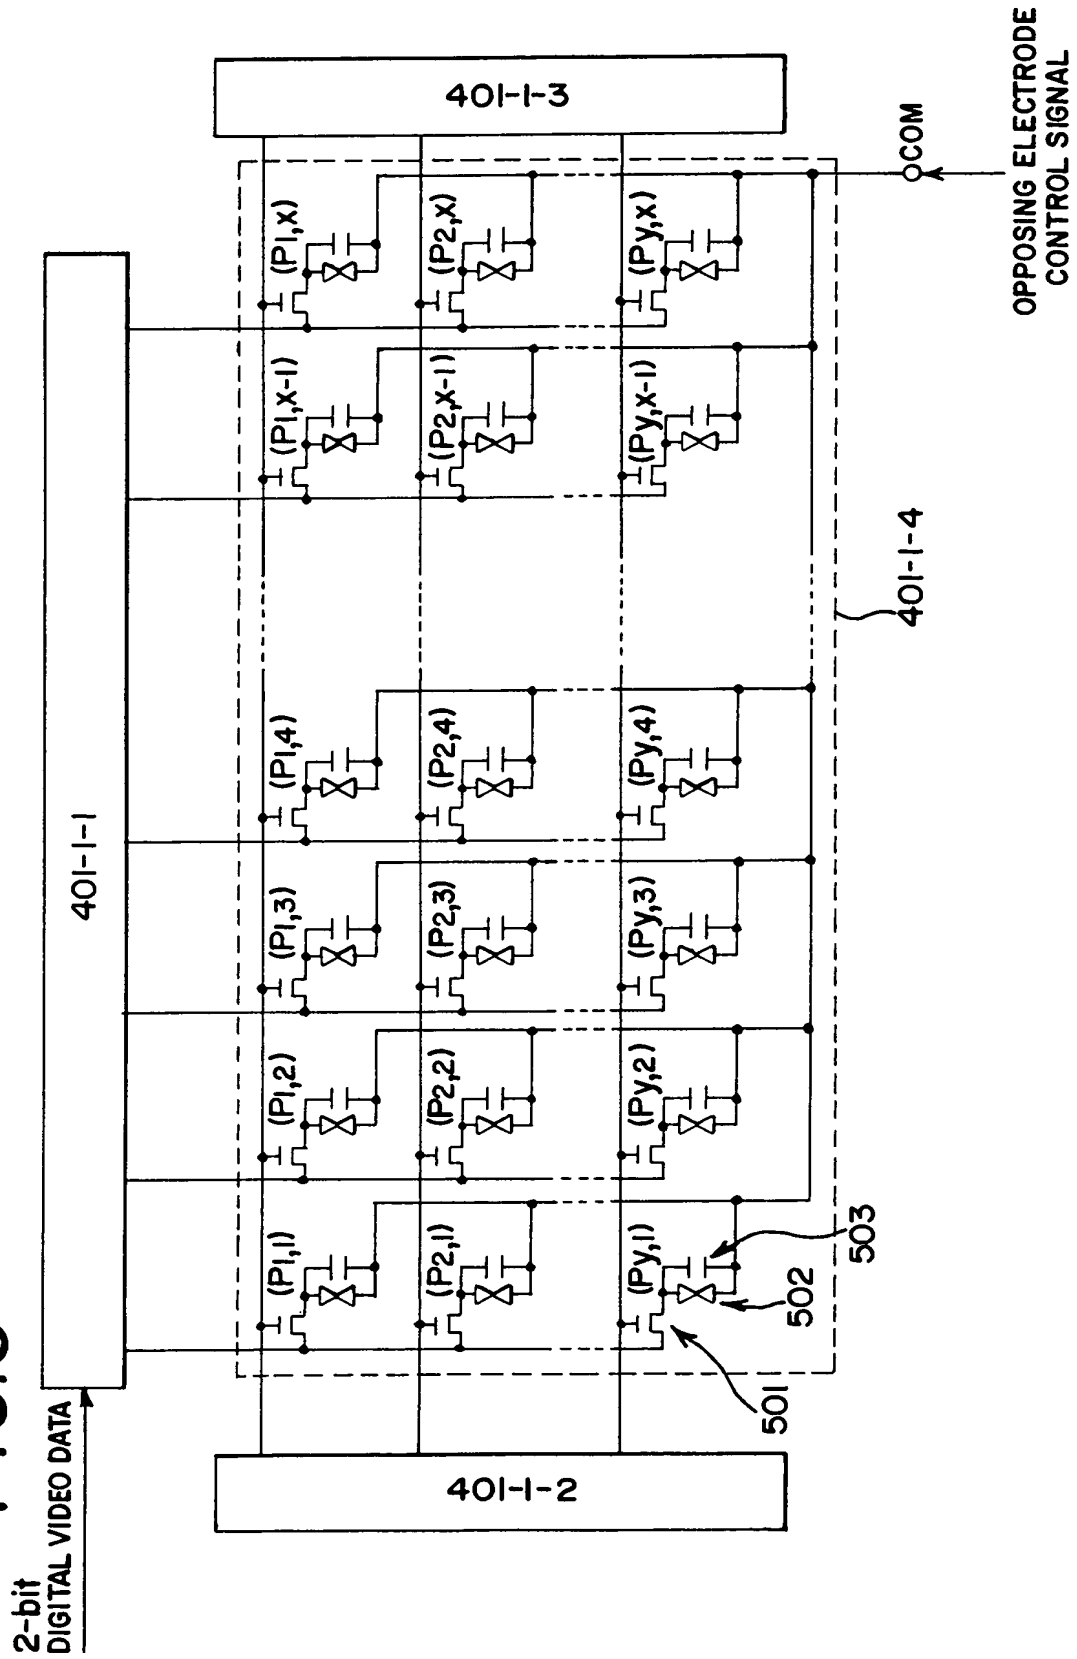 2-bit
DIGITAL VIDEO DATA
401-1-1
401-1-2
401-1-3
(P1,1)
(P1,2)
(P1,3)
(P1,4)
(P1,x-1)
(P1,x)
(P2,1)
(P2,2)
(P2,3)
(P2,4)
(P2,x-1)
(P2,x)
(Py,1)
(Py,2)
(Py,3)
(Py,4)
(Py,x-1)
(Py,x)
501
502
503
401-1-4
COM
OPPOSING ELECTRODE
CONTROL SIGNAL